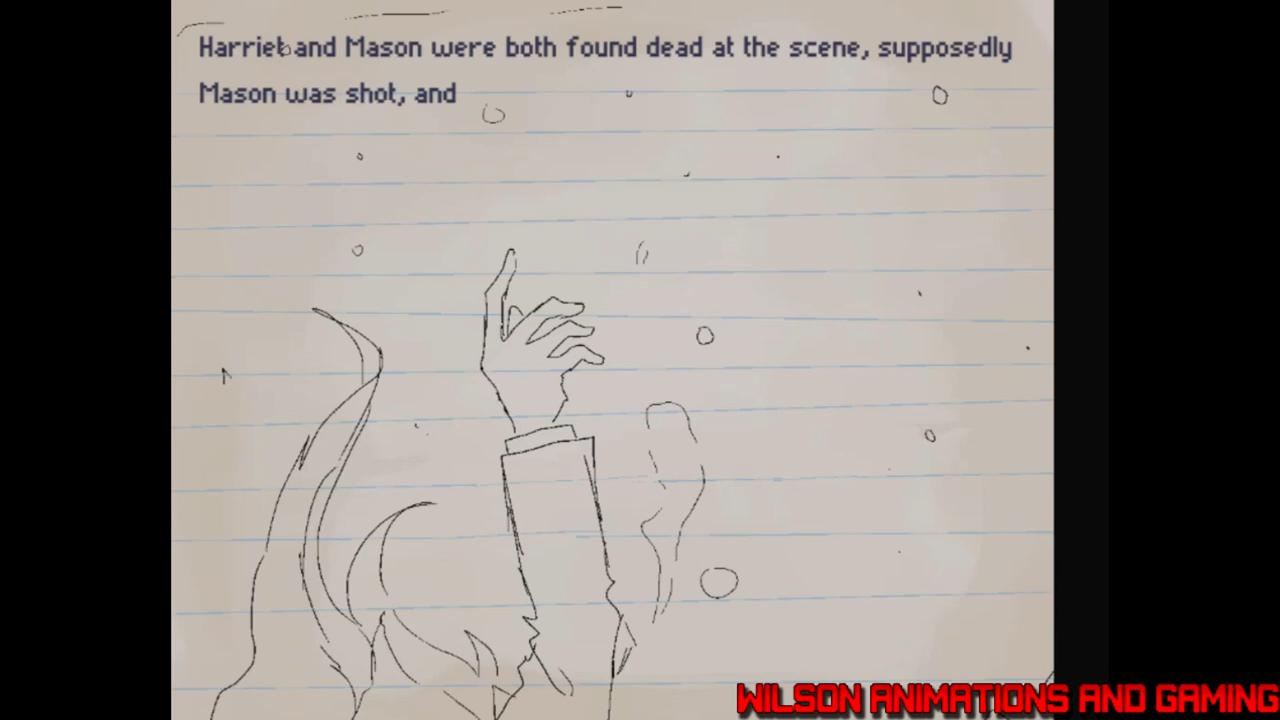 Harriet and Mason were both found dead at the scene, supposedly
Mason was shot, and
WILSON ANIMATIONS AND GAMING